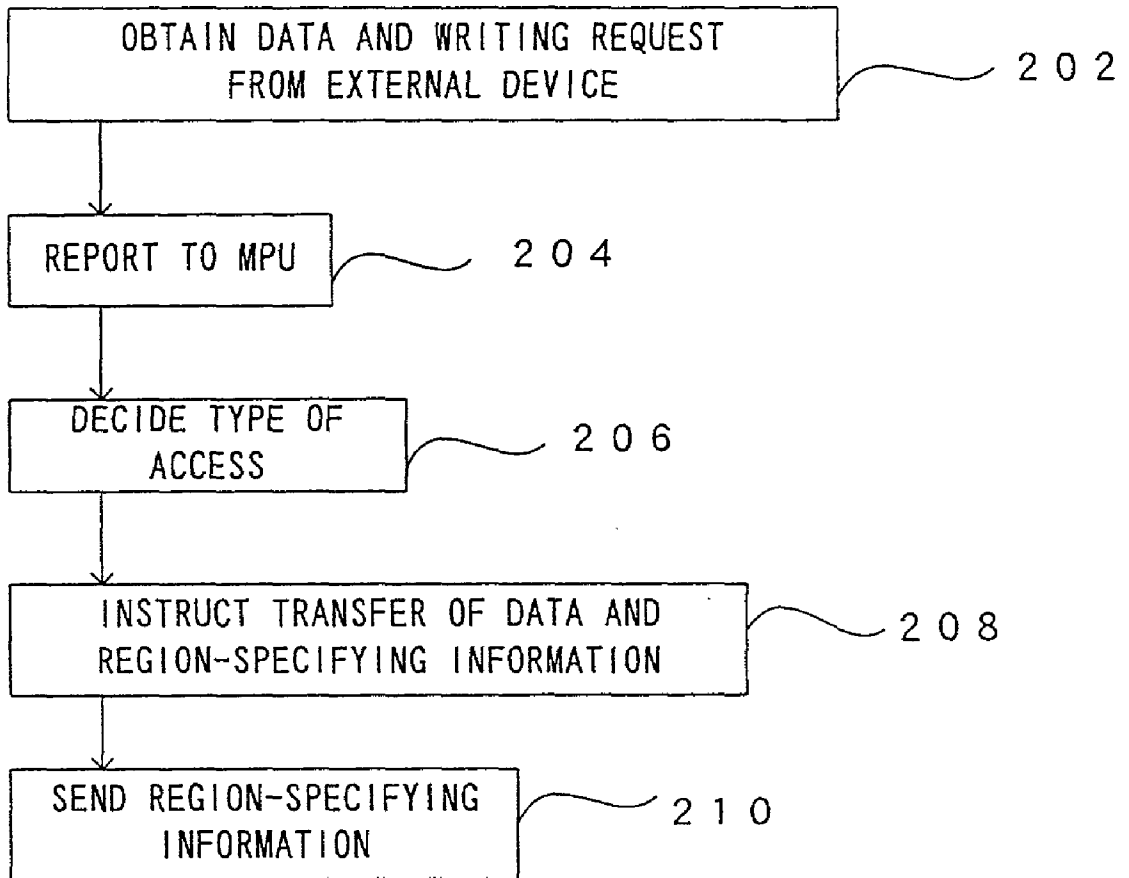 OBTAIN DATA AND WRITING REQUEST
FROM EXTERNAL DEVICE
202
REPORT TO MPU
204
DECIDE TYPE OF
ACCESS
206
INSTRUCT TRANSFER OF DATA AND
REGION-SPECIFYING INFORMATION
208
SEND REGION-SPECIFYING
INFORMATION
210